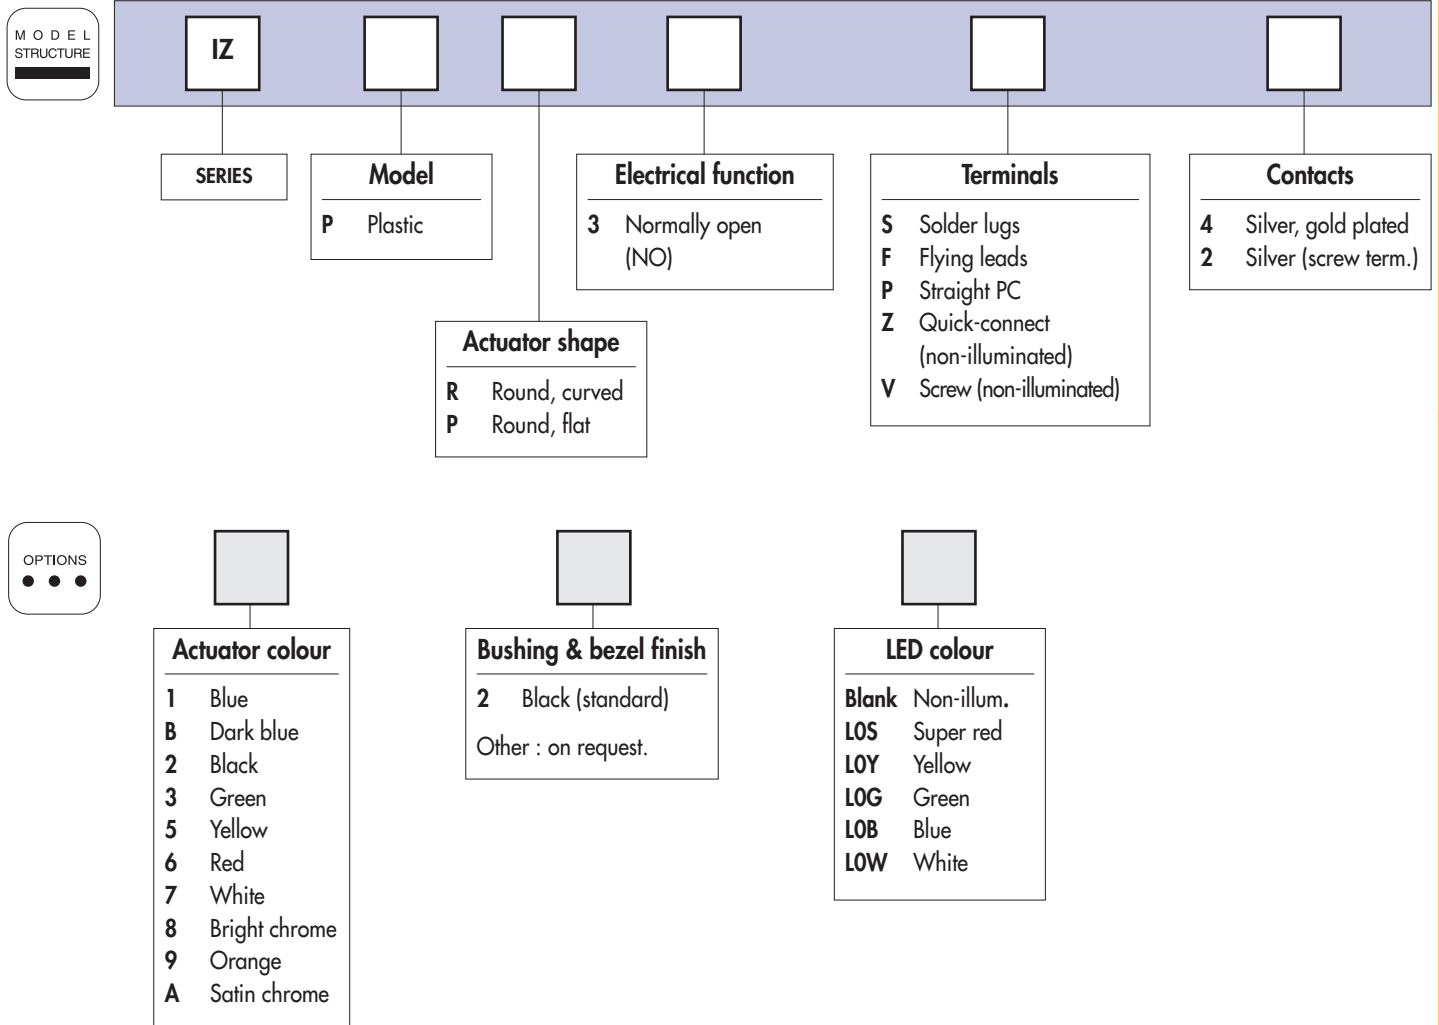 MODEL
STRUCTURE
IZ
SERIES
Model
P Plastic
Actuator shape
R Round, curved
P Round, flat
Electrical function
3 Normally open
(NO)
Terminals
S Solder lugs
F Flying leads
P Straight PC
Z Quick-connect
(non-illuminated)
V Screw (non-illuminated)
Contacts
4 Silver, gold plated
2 Silver (screw term.)
OPTIONS
Actuator colour
1 Blue
B Dark blue
2 Black
3 Green
5 Yellow
6 Red
7 White
8 Bright chrome
9 Orange
A Satin chrome
Bushing & bezel finish
2 Black (standard)
Other : on request.
LED colour
Blank Non-illum.
L0S Super red
L0Y Yellow
L0G Green
L0B Blue
L0W White